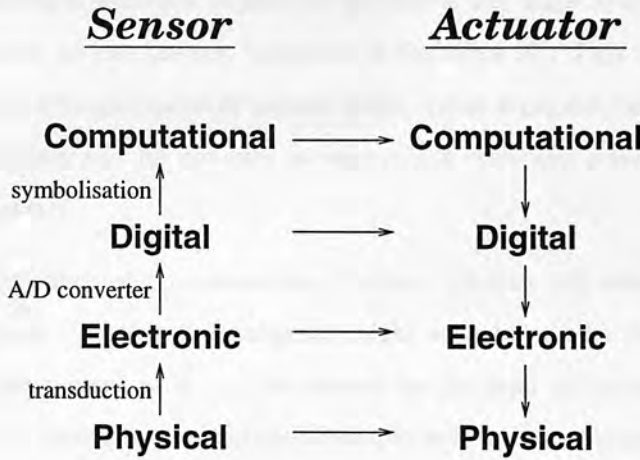 Sensor Actuator
Computational Computational
symbolisation
Digital Digital
A/D converter
Electronic Electronic
transduction
Physical Physical